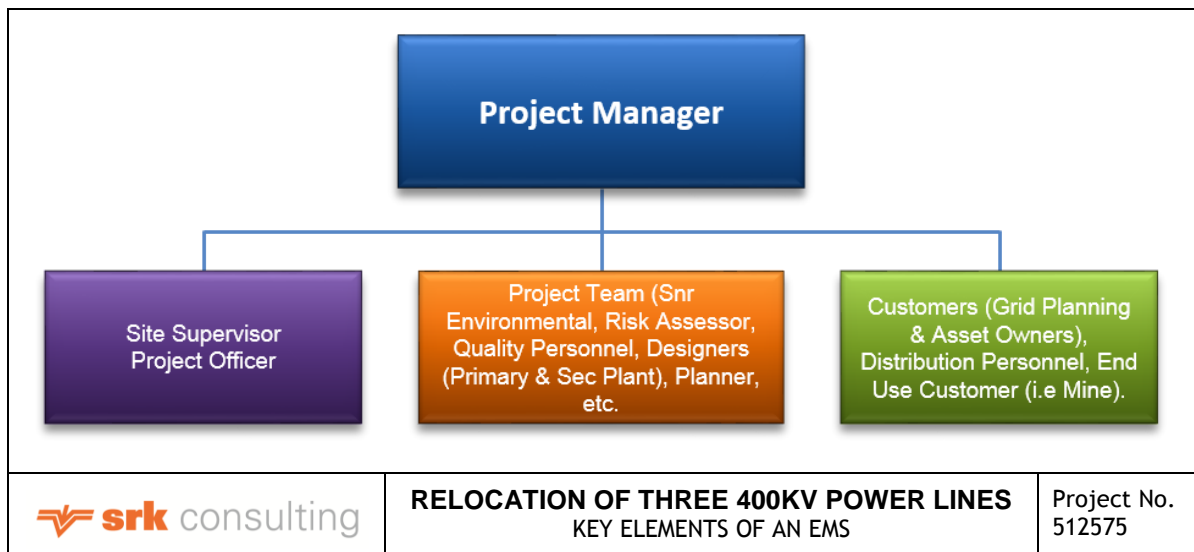 Project Manager
Site Supervisor
Project Officer
Project Team (Snr
Environmental, Risk Assessor,
Quality Personnel, Designers
(Primary & Sec Plant), Planner,
etc.
Customers (Grid Planning
& Asset Owners),
Distribution Personnel, End
Use Customer (i.e Mine).
srk consulting
RELOCATION OF THREE 400KV POWER LINES
KEY ELEMENTS OF AN EMS
Project No.
512575